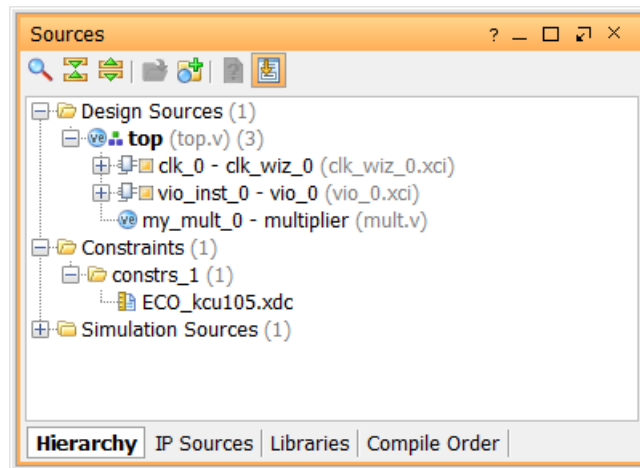 Sources
Design Sources (1)
top (top.v) (3)
clk_0 - clk_wiz_0 (clk_wiz_0.xci)
vio_inst_0 - vio_0 (vio_0.xci)
my_mult_0 - multiplier (mult.v)
Constraints (1)
constrs_1 (1)
ECO_kcu105.xdc
Simulation Sources (1)
Hierarchy IP Sources Libraries Compile Order